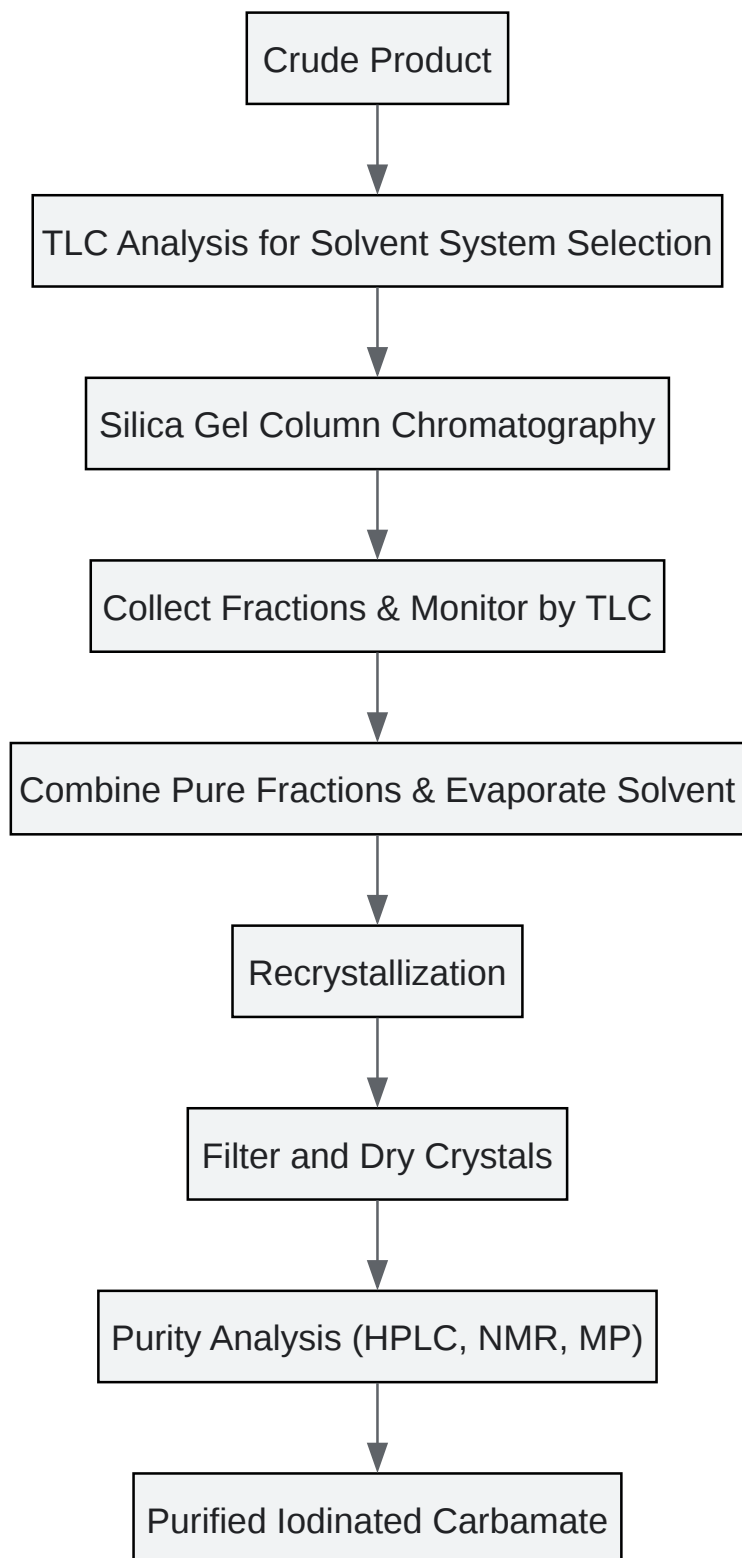 Crude Product
TLC Analysis for Solvent System Selection
Silica Gel Column Chromatography
Collect Fractions & Monitor by TLC
Combine Pure Fractions & Evaporate Solvent
Recrystallization
Filter and Dry Crystals
Purity Analysis (HPLC, NMR, MP)
Purified Iodinated Carbamate